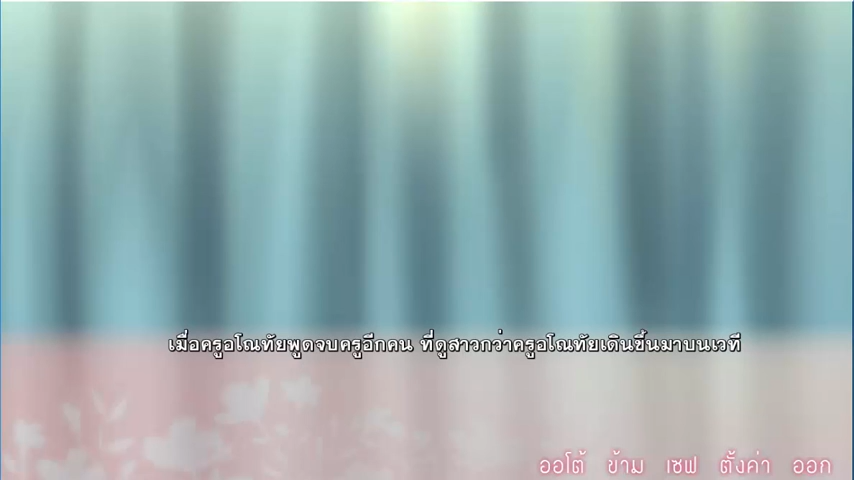 เมื่อครูอโณทัยพูดจบครูอีกคน ที่ดูสาวกว่าครูอโณทัยเดินขึ้นมาบนเวที
ออโต้ ข้าม เซฟ ตั้งค่า ออก